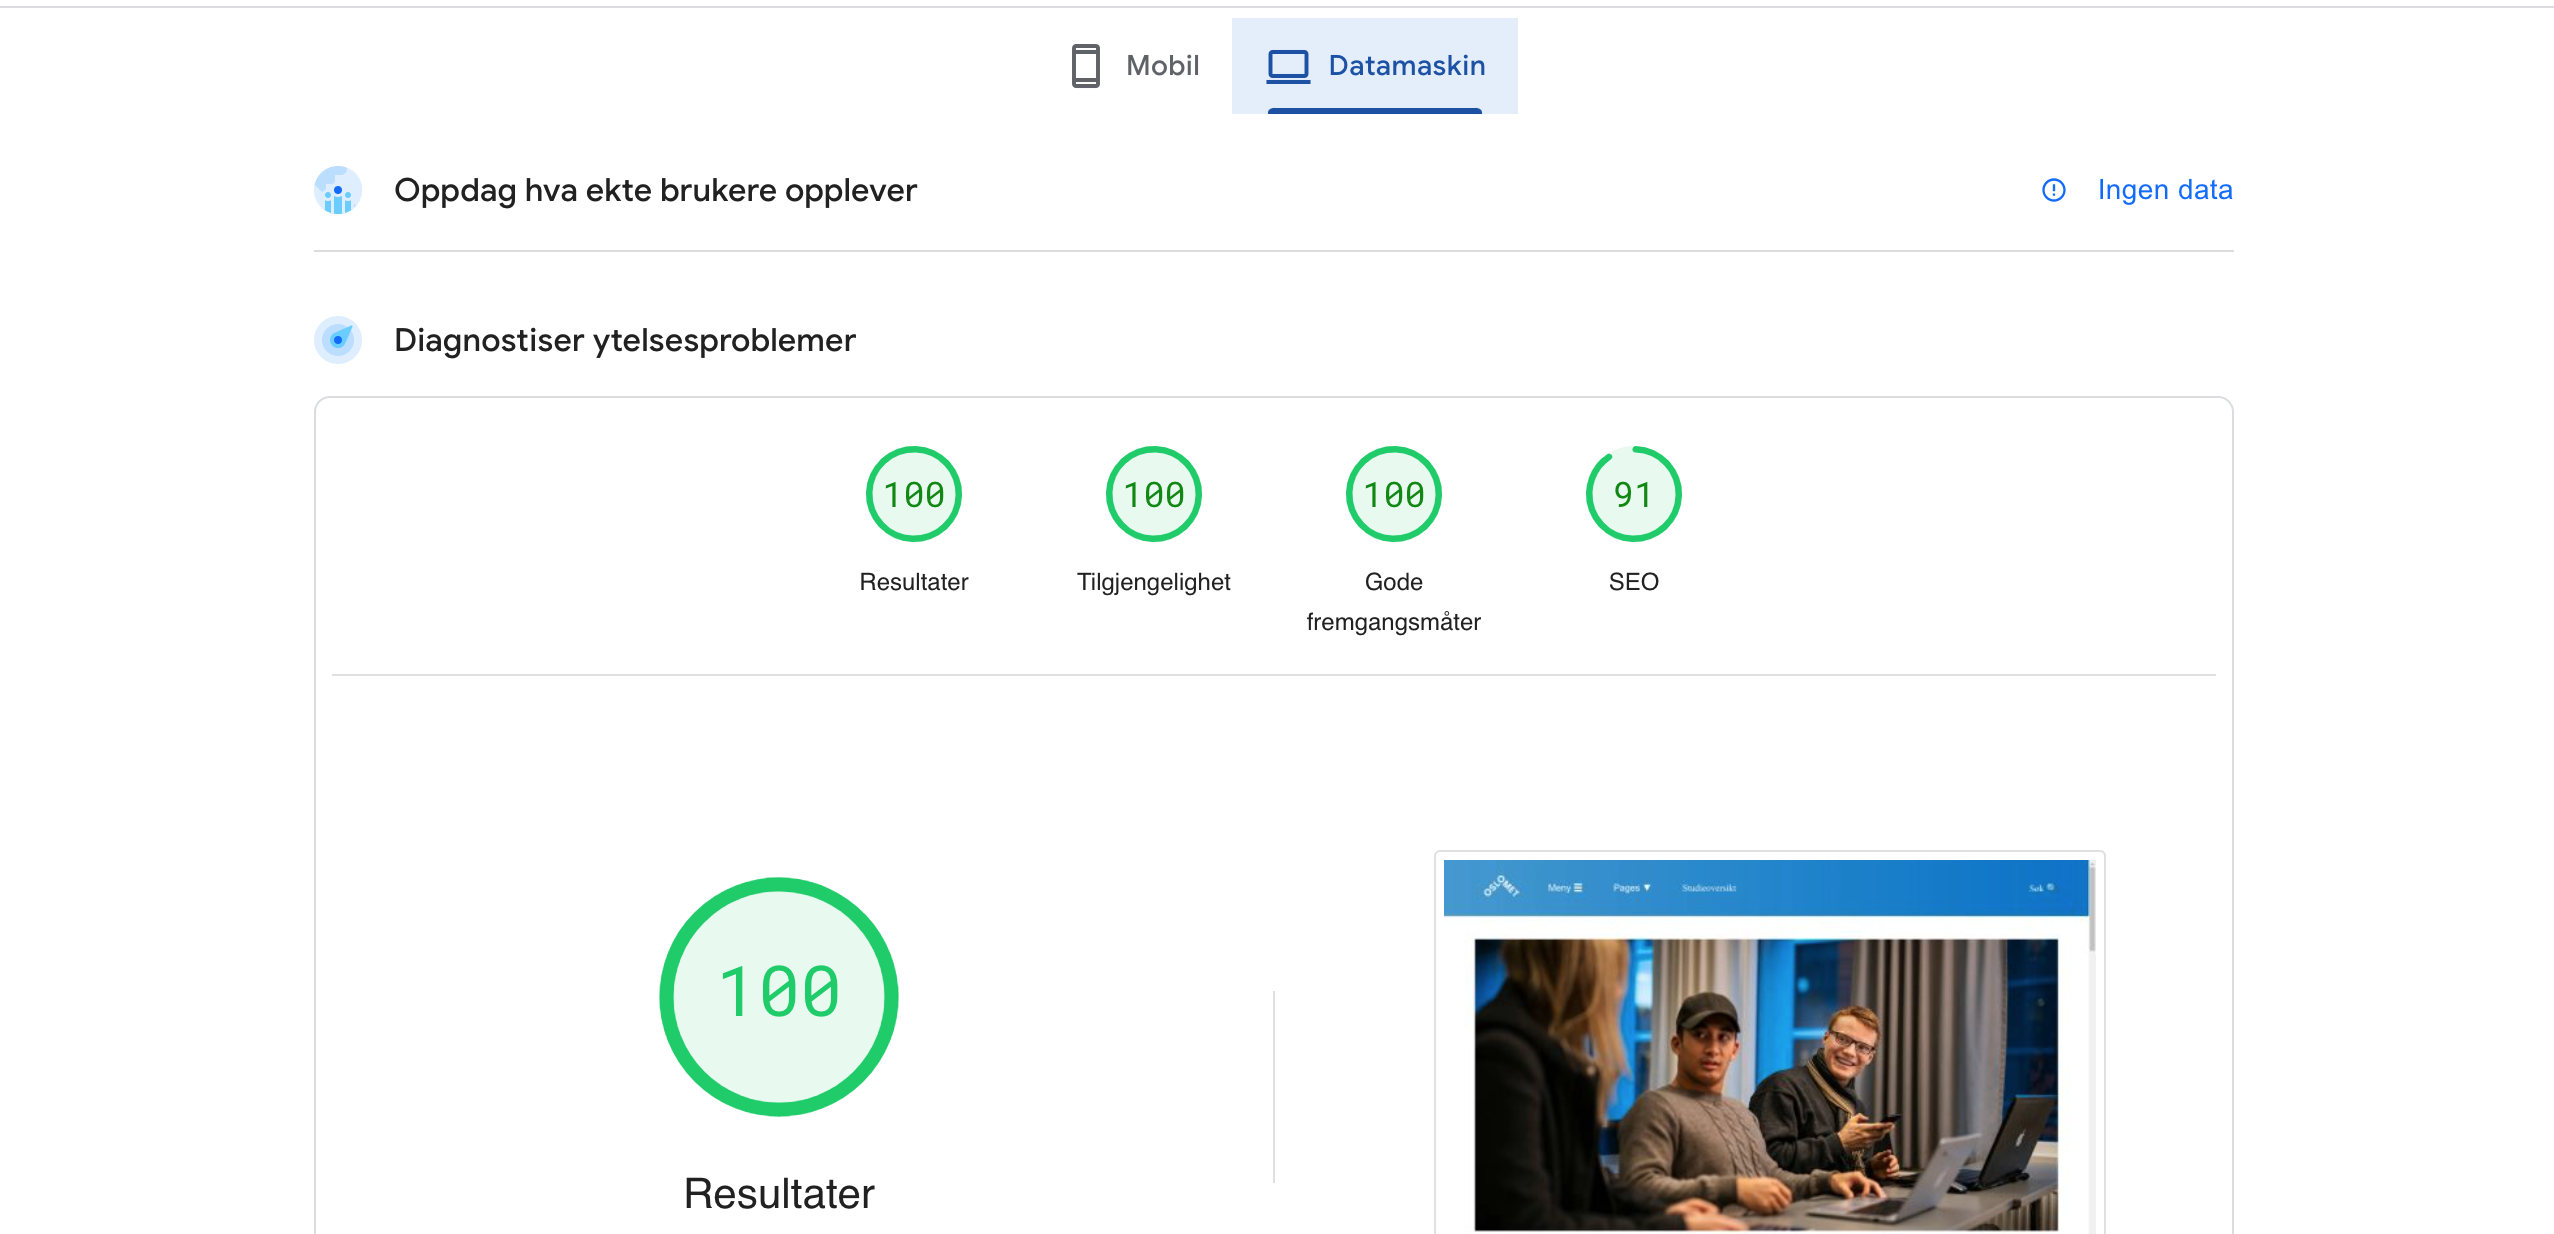 Mobil
Datamaskin
Oppdag hva ekte brukere opplever
Ingen data
Diagnostiser ytelsesproblemer
100
100
100
91
Resultater
Tilgjengelighet
Gode
fremgangsmåter
SEO
100
Resultater
OSLOMET
Meny
Pages
Studieoversikt
Søk